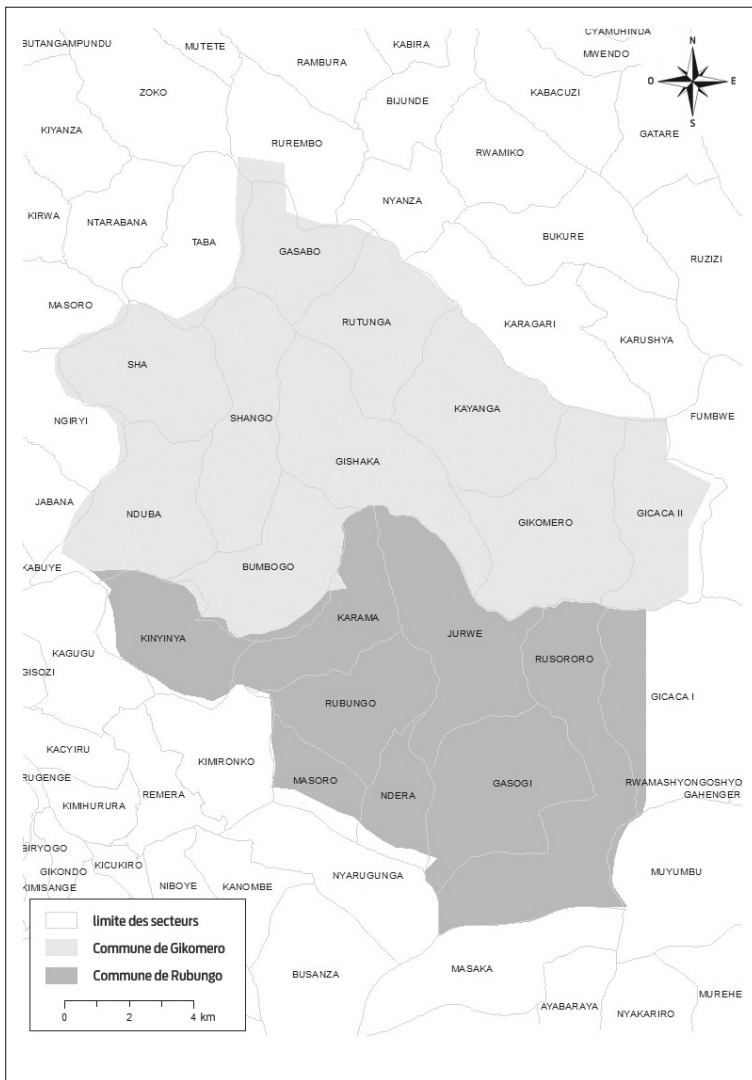 CYAMUHINDA
BUTANGAMPUNDU
MUTETE
KABIRA
MWENDO
RAMBURA
N
ZOKO
O
E
KABACUZI
BIJUNDE
S
KIYANZA
GATARE
RUREMBO
RWAMIKO
NYANZA
KIRWA
NTARABANA
TABA
BUKURE
GASABO
RUZIZI
MASORO
RUTUNGA
KARAGARI
KARUSHYA
SHA
KAYANGA
SHANGO
FUMBWE
NGIRYI
GISHAKA
JABANA
NDUBA
GIKOMERO
GICACA II
KABUYE
BUMBOGO
KARAMA
KINYINYA
JURWE
KAGUGU
RUSORORO
GISOZI
GICACA I
RUBUNGO
KACYIRU
KIMIRONKO
RUGENGE
MASORO
GASOGI
RWAMASHYONGOSHYO
REMERA
NDERA
GAHENGER
KIMIHURURA
BIRYOGO
KICUKIRO
GIKONDO
NYARUGUNGA
MUYUMBU
KIMISANGE
NIBOYE
KANOMBE
limite des secteurs
Commune de Gikomero
MASAKA
BUSANZA
Commune de Rubungo
MUREHE
AYABARAYA
NYAKARIRO
0 2 4 km